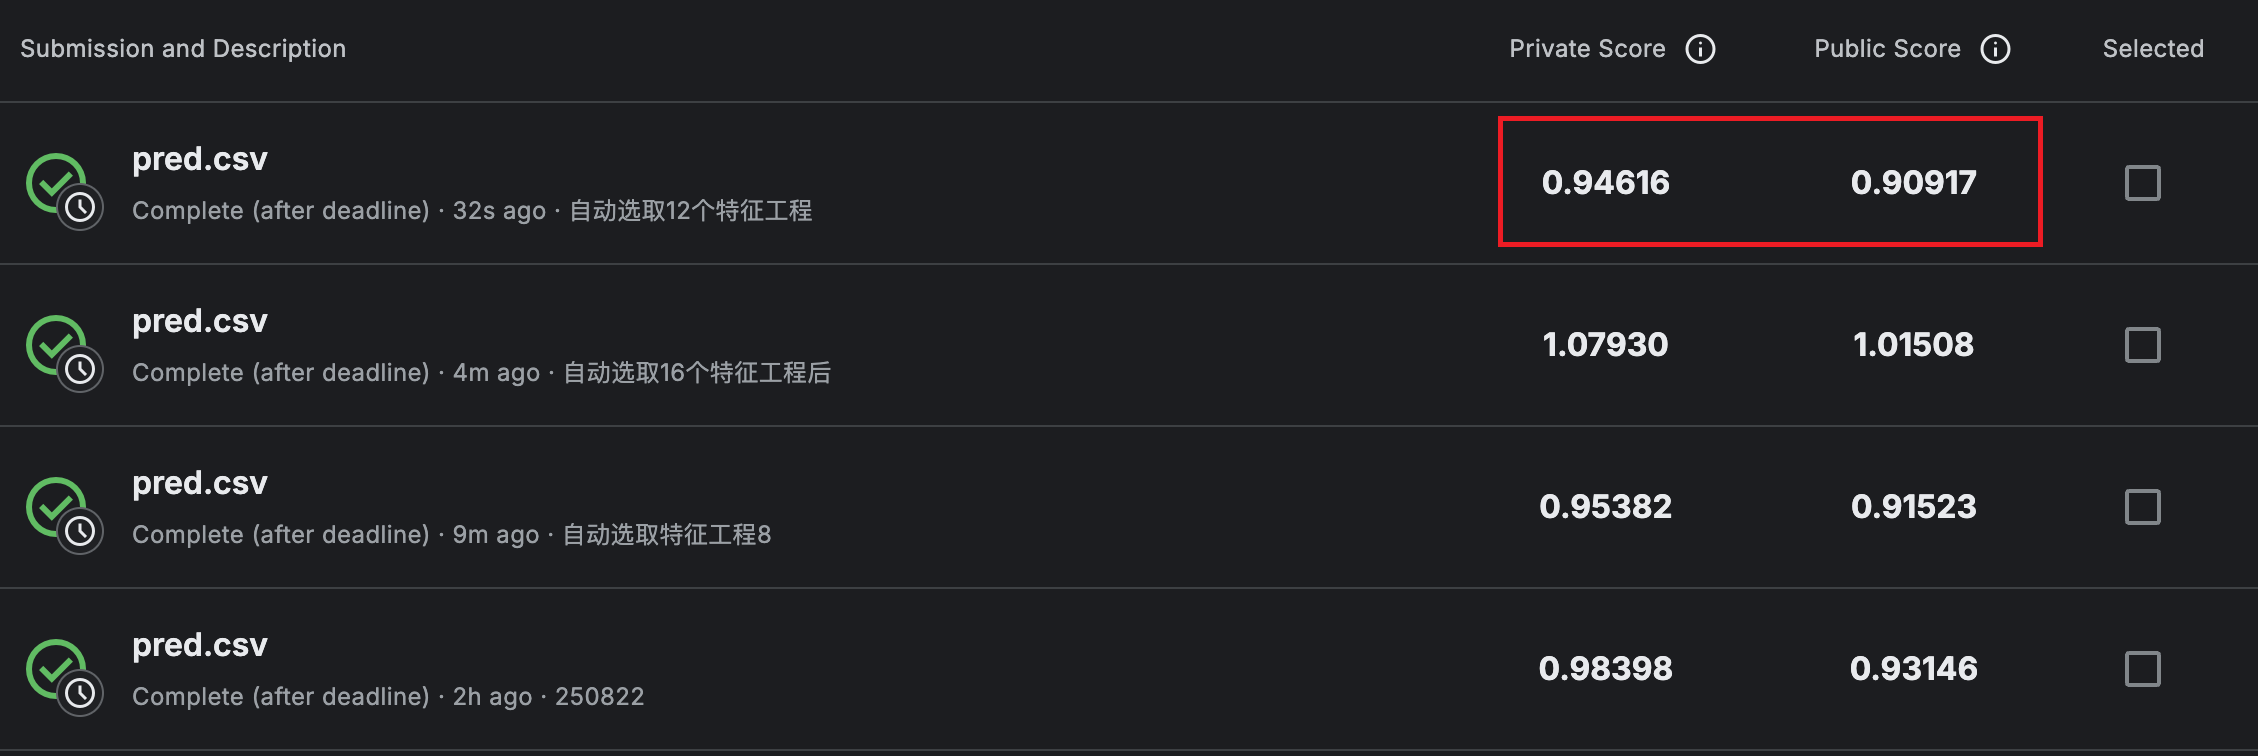 Submission and Description Private Score Public Score Selected
pred.csv
Complete (after deadline) · 32s ago · 自动选取12个特征工程
0.94616 0.90917
pred.csv
Complete (after deadline) · 4m ago · 自动选取16个特征工程后
1.07930 1.01508
pred.csv
Complete (after deadline) · 9m ago · 自动选取特征工程8
0.95382 0.91523
pred.csv
Complete (after deadline) · 2h ago · 250822
0.98398 0.93146